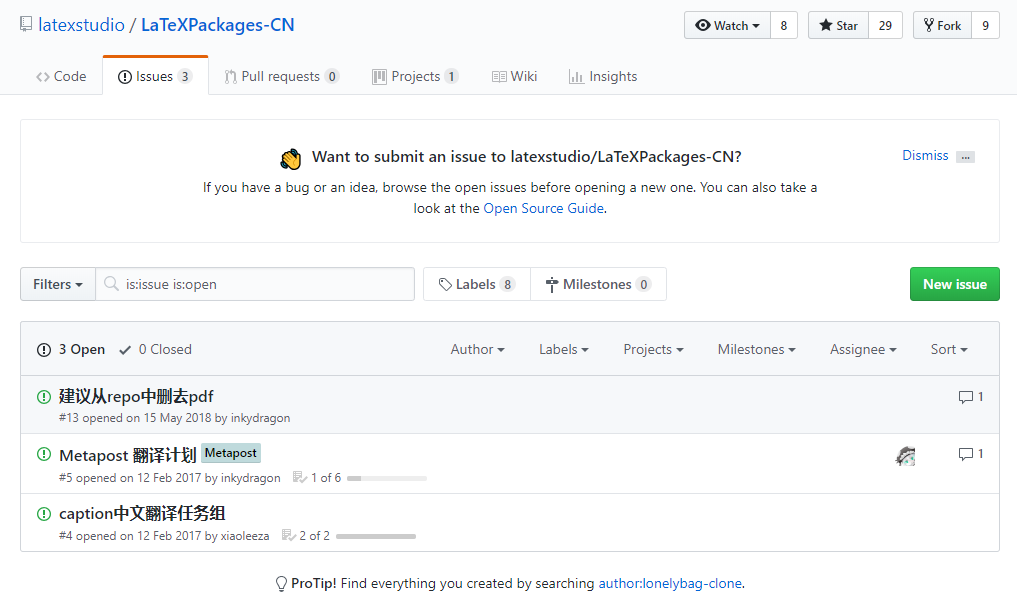 latexstudio / LaTeXPackages-CN Watch 8 Star 29 Fork 9
Code Issues 3 Pull requests 0 Projects 1 Wiki Insights
Want to submit an issue to latexstudio/LaTeXPackages-CN? Dismiss ...
If you have a bug or an idea, browse the open issues before opening a new one. You can also take a
look at the Open Source Guide.
Filters is:issue is:open Labels 8 Milestones 0 New issue
3 Open 0 Closed Author Labels Projects Milestones Assignee Sort
建议从repo中删去pdf 1
#13 opened on 15 May 2018 by inkydragon
Metapost 翻译计划 Metapost 1
#5 opened on 12 Feb 2017 by inkydragon 1 of 6
caption中文翻译任务组
#4 opened on 12 Feb 2017 by xiaoleeza 2 of 2
ProTip! Find everything you created by searching author:lonelybag-clone.